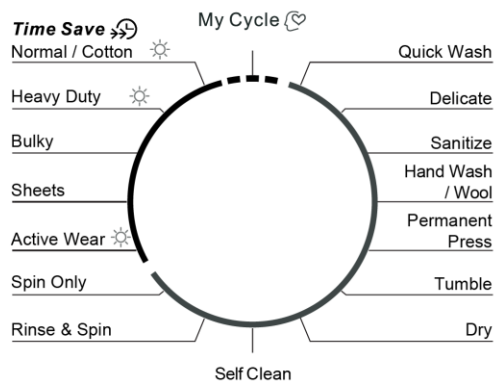 Time Save
My Cycle
Normal / Cotton
Quick Wash
Heavy Duty
Delicate
Bulky
Sanitize
Sheets
Hand Wash
/ Wool
Active Wear
Permanent
Press
Spin Only
Tumble
Rinse & Spin
Dry
Self Clean